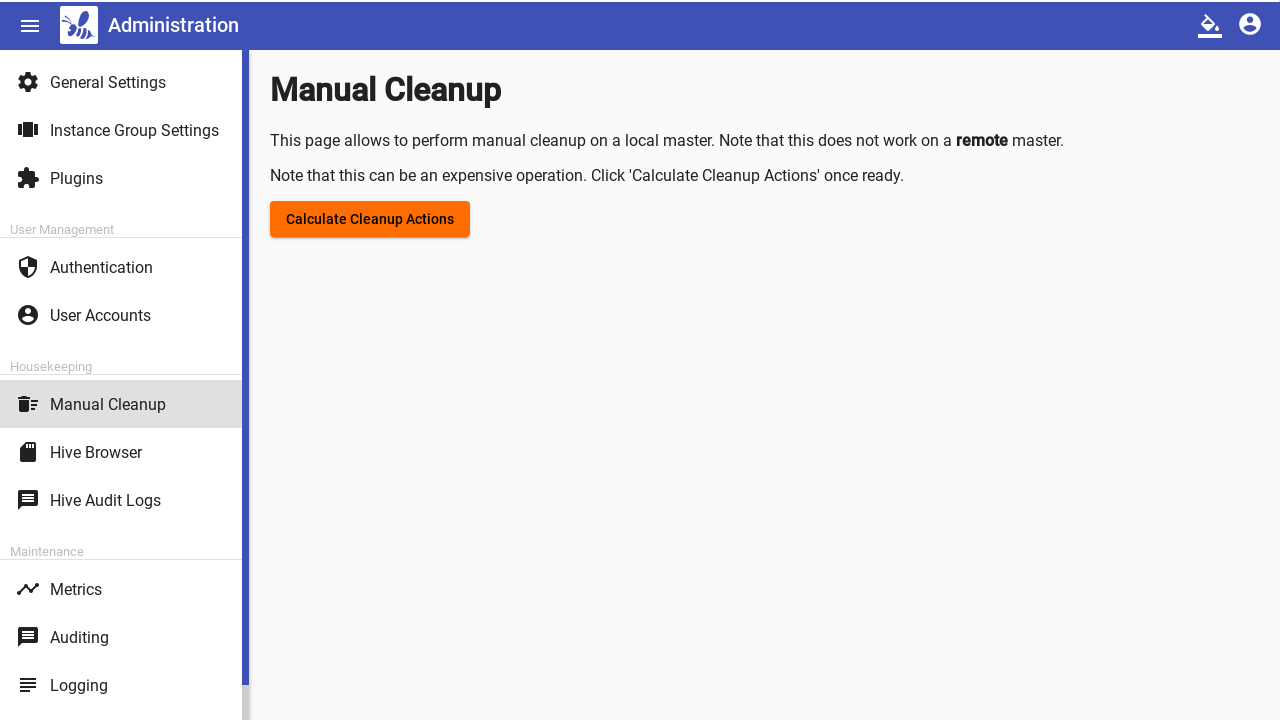 Administration
General Settings
Instance Group Settings
Plugins
User Management
Authentication
User Accounts
Housekeeping
Manual Cleanup
Hive Browser
Hive Audit Logs
Maintenance
Metrics
Auditing
Logging
Manual Cleanup
This page allows to perform manual cleanup on a local master. Note that this does not work on a remote master.
Note that this can be an expensive operation. Click 'Calculate Cleanup Actions' once ready.
Calculate Cleanup Actions